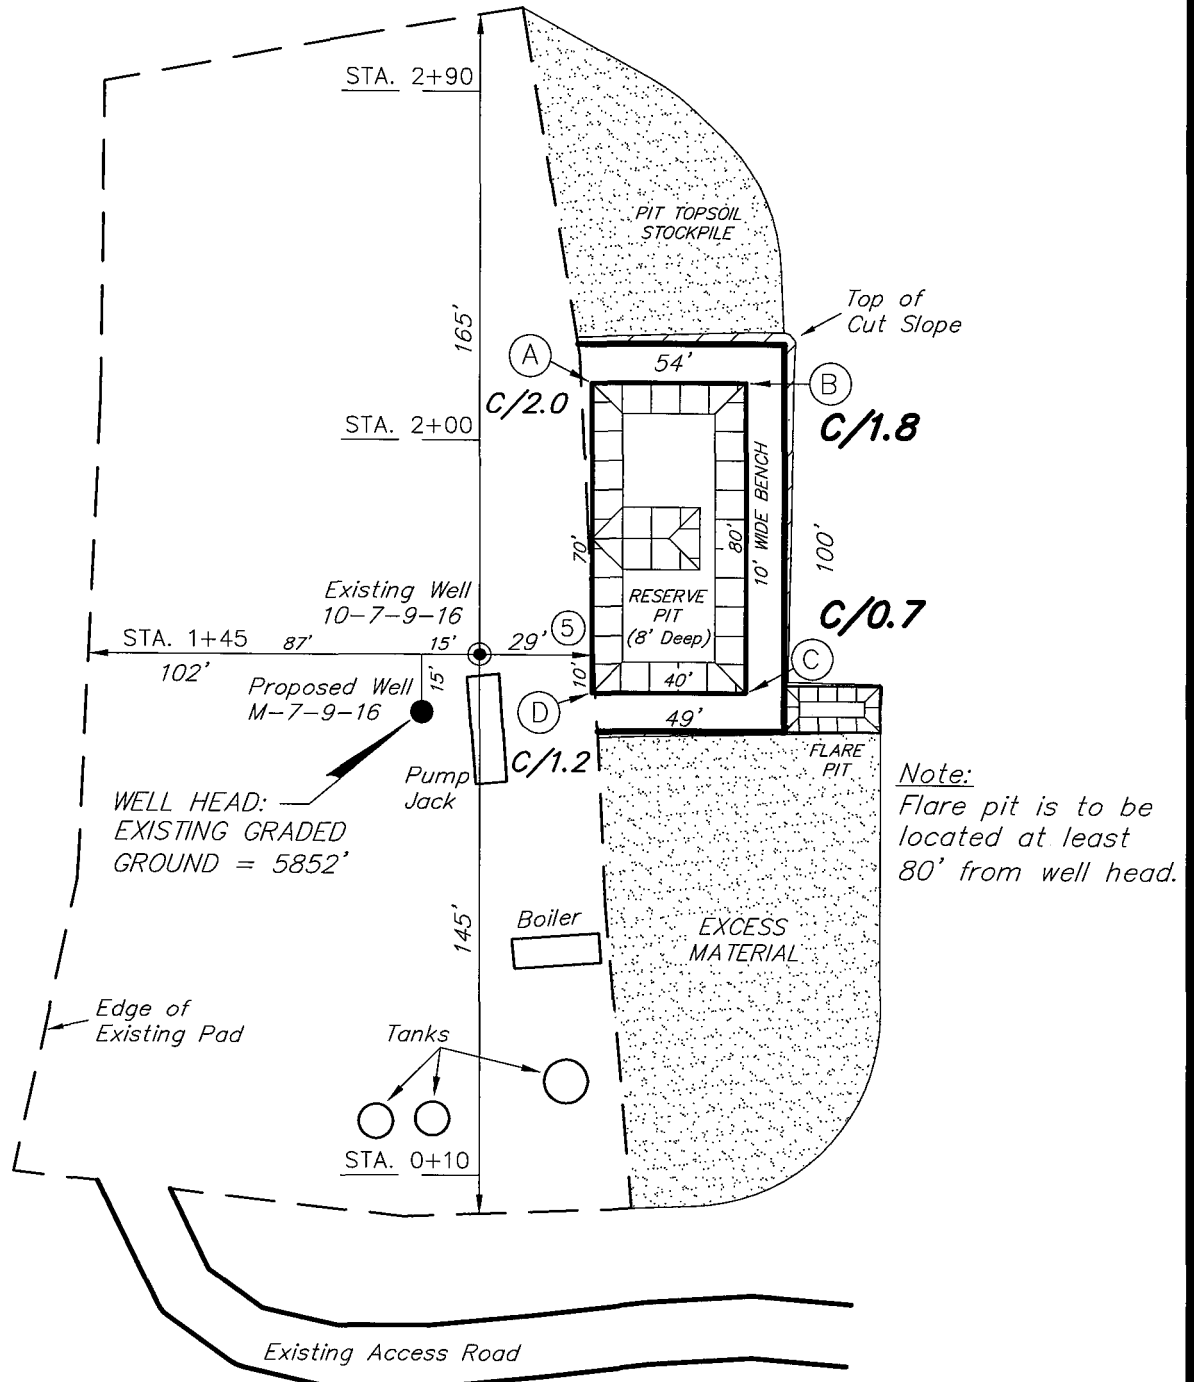 STA. 2+90
PIT TOPSOIL
STOCKPILE
165'
Top of
Cut Slope
A
54'
B
C/2.0
C/1.8
STA. 2+00
10' WIDE BENCH
80'
70'
100'
Existing Well
10-7-9-16
RESERVE
PIT
(8' Deep)
C/0.7
STA. 1+45
87'
15'
29'
5
102'
15'
10'
40'
C
Proposed Well
M-7-9-16
D
49'
C/1.2
FLARE
PIT
Pump
Jack
WELL HEAD:
EXISTING GRADED
GROUND = 5852'
Note:
Flare pit is to be
located at least
80' from well head.
145'
Boiler
EXCESS
MATERIAL
Edge of
Existing Pad
Tanks
STA. 0+10
Existing Access Road